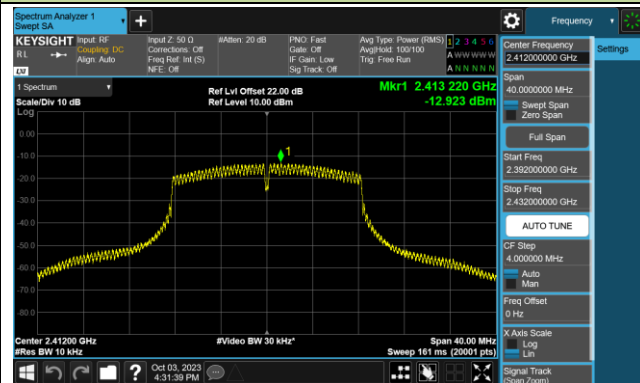 Spectrum Analyzer 1
Swept SA
Frequency
KEYSIGHT
Input: RF
Coupling: DC
Align: Auto
Input Z: 50 Ω
Corrections: Off
Freq Ref: Int (S)
NFE: Off
#Atten: 20 dB
PNO: Fast
Gate: Off
IF Gain: Low
Sig Track: Off
Avg Type: Power (RMS)
Avg|Hold: 100/100
Trig: Free Run
1 2 3 4 5 6
A W W W W W
A N N N N N
R L
LXI
1 Spectrum
Scale/Div 10 dB
Log
Ref Lvl Offset 22.00 dB
Ref Level 10.00 dBm
Mkr1 2.413 220 GHz
-12.923 dBm
1
0.00
-10.0
-20.0
-30.0
-40.0
-50.0
-60.0
-70.0
-80.0
Center 2.41200 GHz
#Res BW 10 kHz
#Video BW 30 kHz*
Span 40.00 MHz
Sweep 161 ms (20001 pts)
Oct 03, 2023
4:31:39 PM
Center Frequency
2.412000000 GHz
Settings
Span
40.0000000 MHz
Swept Span
Zero Span
Full Span
Start Freq
2.392000000 GHz
Stop Freq
2.432000000 GHz
AUTO TUNE
CF Step
4.000000 MHz
Auto
Man
Freq Offset
0 Hz
X Axis Scale
Log
Lin
Signal Track
(Span Zoom)